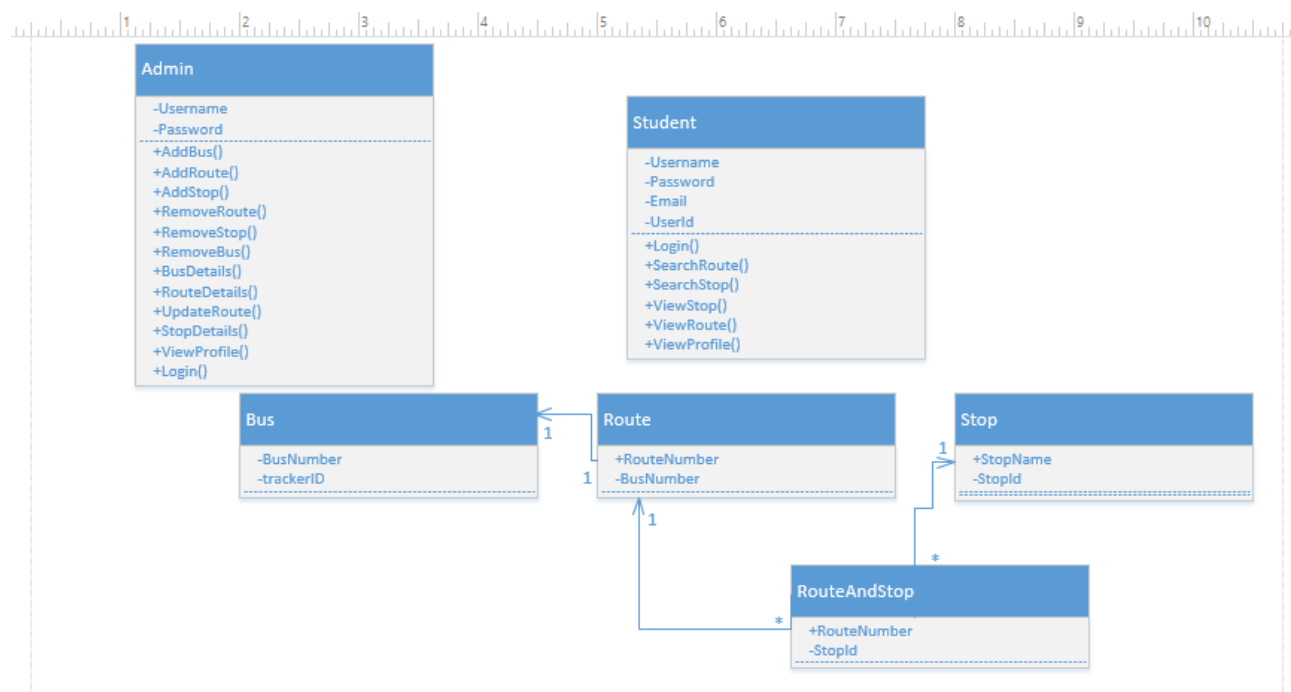 1 2 3 4 5 6 7 8 9 10
Admin
-Username
-Password
+AddBus()
+AddRoute()
+AddStop()
+RemoveRoute()
+RemoveStop()
+RemoveBus()
+BusDetails()
+RouteDetails()
+UpdateRoute()
+StopDetails()
+ViewProfile()
+Login()
Student
-Username
-Password
-Email
-UserId
+Login()
+SearchRoute()
+SearchStop()
+ViewStop()
+ViewRoute()
+ViewProfile()
Bus
-BusNumber
-trackerID
1
1
Route
+RouteNumber
-BusNumber
1
Stop
+StopName
-StopId
1
*
*
RouteAndStop
+RouteNumber
-StopId